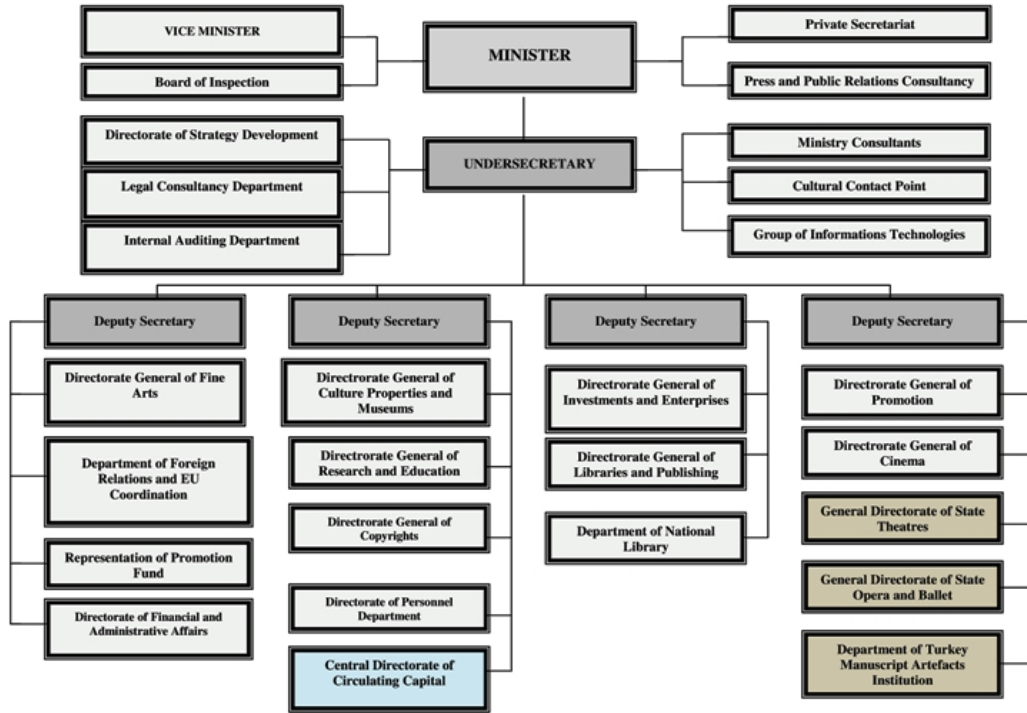 VICE MINISTER
Board of Inspection
MINISTER
Private Secretariat
Press and Public Relations Consultancy
Directorate of Strategy Development
Legal Consultancy Department
Internal Auditing Department
UNDERSECRETARY
Ministry Consultants
Cultural Contact Point
Group of Informations Technologies
Deputy Secretary
Directorate General of Fine
Arts
Department of Foreign
Relations and EU
Coordination
Representation of Promotion
Fund
Directorate of Financial and
Administrative Affairs
Deputy Secretary
Directrorate General of
Culture Properties and
Museums
Directrorate General of
Research and Education
Directrorate General of
Copyrights
Directorate of Personnel
Department
Central Directorate of
Circulating Capital
Deputy Secretary
Directrorate General of
Investments and Enterprises
Directrorate General of
Libraries and Publishing
Department of National
Library
Deputy Secretary
Directrorate General of
Promotion
Directrorate General of
Cinema
General Directorate of State
Theatres
General Directorate of State
Opera and Ballet
Department of Turkey
Manuscript Artefacts
Institution